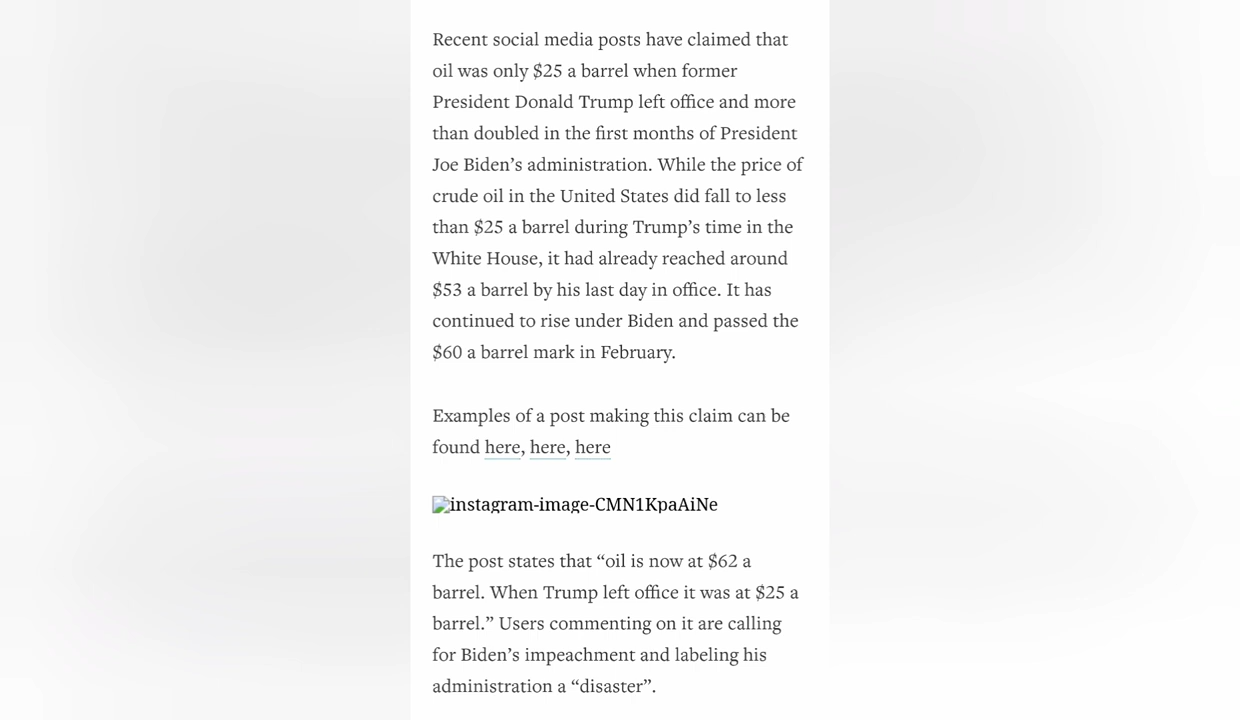 Recent social media posts have claimed that
oil was only $25 a barrel when former
President Donald Trump left office and more
than doubled in the first months of President
Joe Biden’s administration. While the price of
crude oil in the United States did fall to less
than $25 a barrel during Trump’s time in the
White House, it had already reached around
$53 a barrel by his last day in office. It has
continued to rise under Biden and passed the
$60 a barrel mark in February.
Examples of a post making this claim can be
found here, here, here
instagram-image-CMN1KpaAiNe
The post states that “oil is now at $62 a
barrel. When Trump left office it was at $25 a
barrel.” Users commenting on it are calling
for Biden’s impeachment and labeling his
administration a “disaster”.